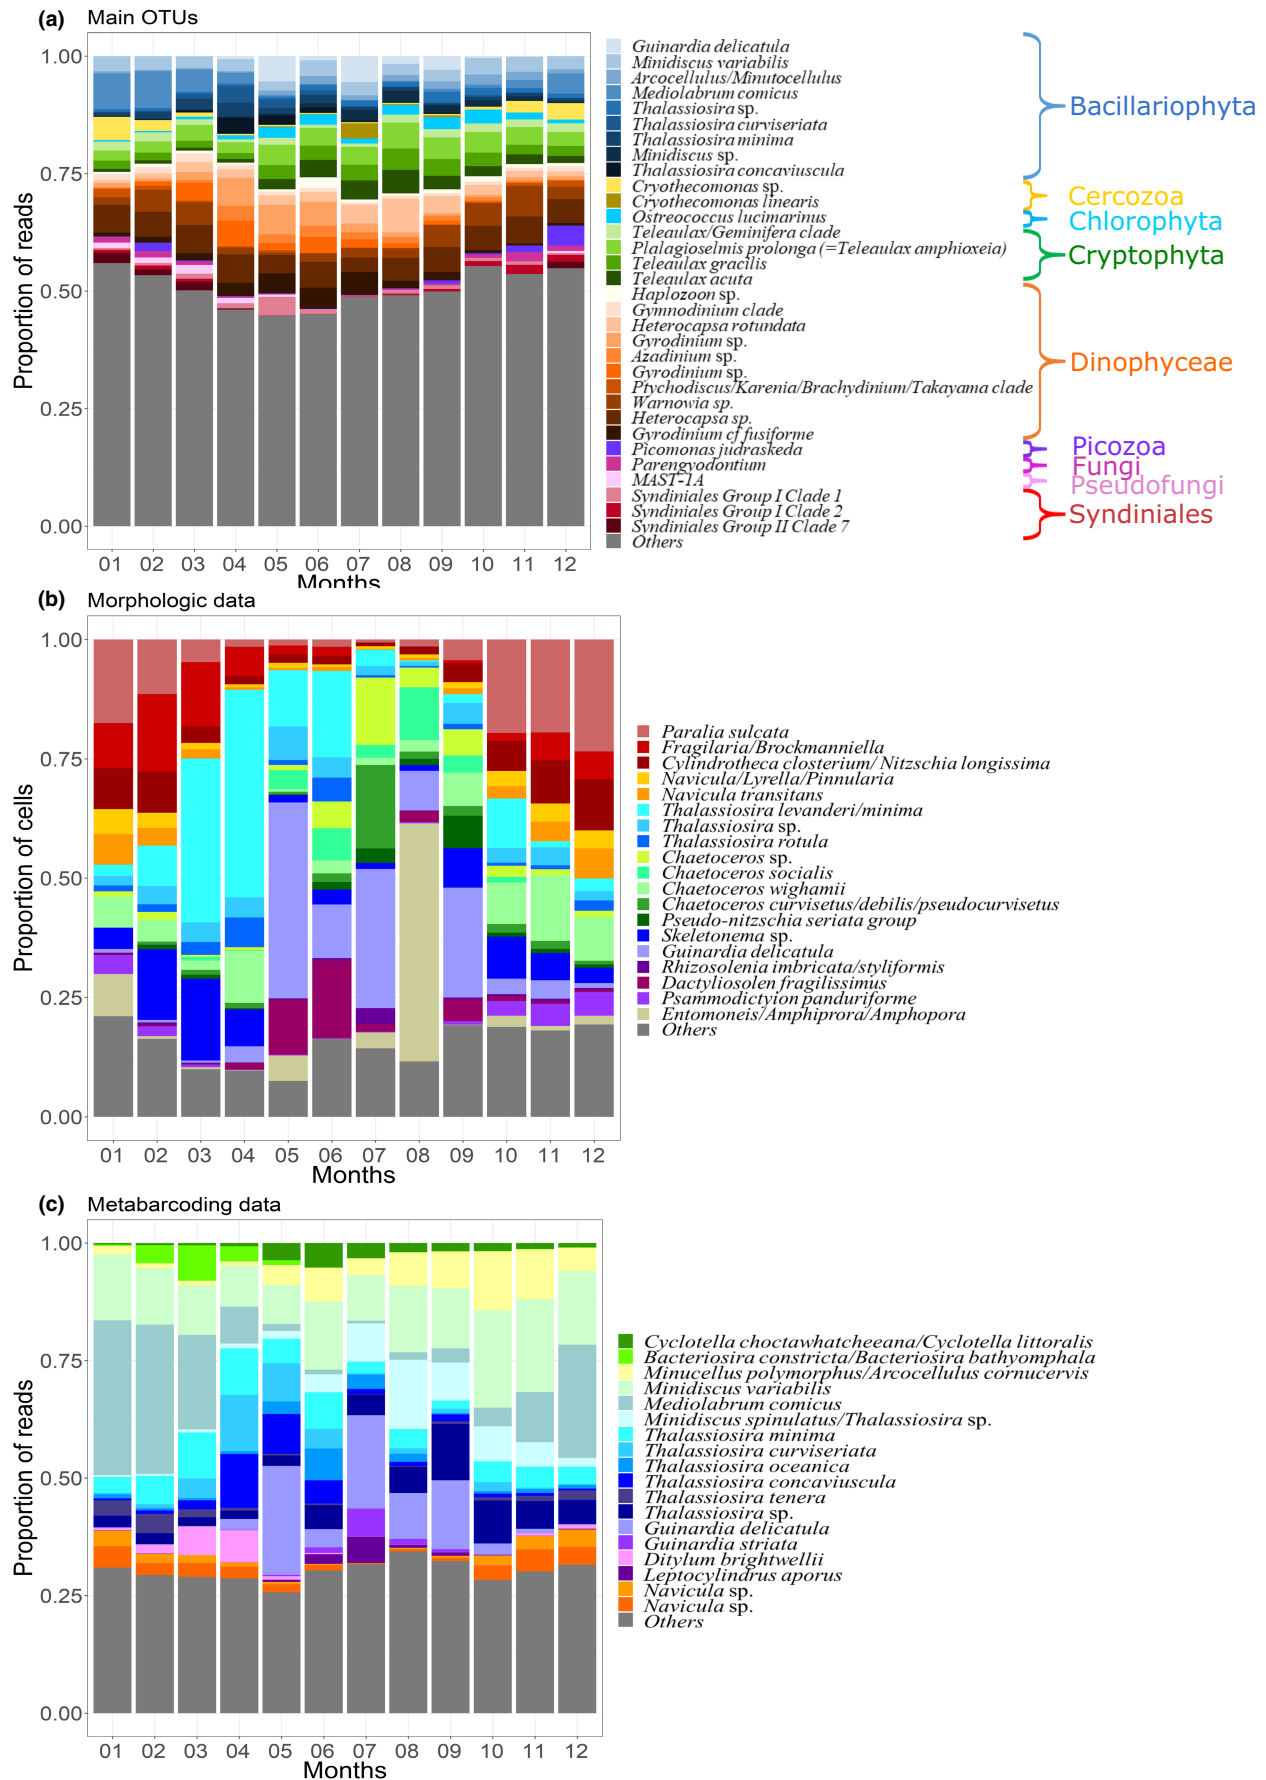 (a) Main OTUs
1.00
0.75
0.50
0.25
0.00
Proportion of reads
01 02 03 04 05 06 07 08 09 10 11 12
Months
Guinardia delicatula
Minidiscus variabilis
Arcocellulus/Minutocellulus
Mediolabrum comicus
Thalassiosira sp.
Thalassiosira curviseriata
Thalassiosira minima
Minidiscus sp.
Thalassiosira concaviuscula
Cryothecomonas sp.
Cryothecomonas linearis
Ostreococcus lucimarinus
Teleaulax/Geminifera clade
Plalagioselmis prolonga (=Teleaulax amphioxeia)
Teleaulax gracilis
Teleaulax acuta
Haplozoon sp.
Gymnodinium clade
Heterocapsa rotundata
Gyrodinium sp.
Azadinium sp.
Gyrodinium sp.
Ptychodiscus/Karenia/Brachydinium/Takayama clade
Warnowia sp.
Heterocapsa sp.
Gyrodinium cf fusiforme
Picomonas judraskeda
Parengyodontium
MAST-1A
Syndiniales Group I Clade 1
Syndiniales Group I Clade 2
Syndiniales Group II Clade 7
Others
Bacillariophyta
Cercozoa
Chlorophyta
Cryptophyta
Dinophyceae
Picozoa
Fungi
Pseudofungi
Syndiniales
(b) Morphologic data
1.00
0.75
0.50
0.25
0.00
Proportion of cells
01 02 03 04 05 06 07 08 09 10 11 12
Months
Paralia sulcata
Fragilaria/Brockmanniella
Cylindrotheca closterium/ Nitzschia longissima
Navicula/Lyrella/Pinnularia
Navicula transitans
Thalassiosira levanderi/minima
Thalassiosira sp.
Thalassiosira rotula
Chaetoceros sp.
Chaetoceros socialis
Chaetoceros wighamii
Chaetoceros curvisetus/debilis/pseudocurvisetus
Pseudo-nitzschia seriata group
Skeletonema sp.
Guinardia delicatula
Rhizosolenia imbricata/styliformis
Dactyliosolen fragilissimus
Psammodictyion panduriforme
Entomoneis/Amphiprora/Amphopora
Others
(c) Metabarcoding data
1.00
0.75
0.50
0.25
0.00
Proportion of reads
01 02 03 04 05 06 07 08 09 10 11 12
Months
Cyclotella choctawhatcheeana/Cyclotella littoralis
Bacteriosira constricta/Bacteriosira bathyomphala
Minucellus polymorphus/Arcocellulus cornucervis
Minidiscus variabilis
Mediolabrum comicus
Minidiscus spinulatus/Thalassiosira sp.
Thalassiosira minima
Thalassiosira curviseriata
Thalassiosira oceanica
Thalassiosira concaviuscula
Thalassiosira tenera
Thalassiosira sp.
Guinardia delicatula
Guinardia striata
Ditylum brightwellii
Leptocylindrus aporus
Navicula sp.
Navicula sp.
Others